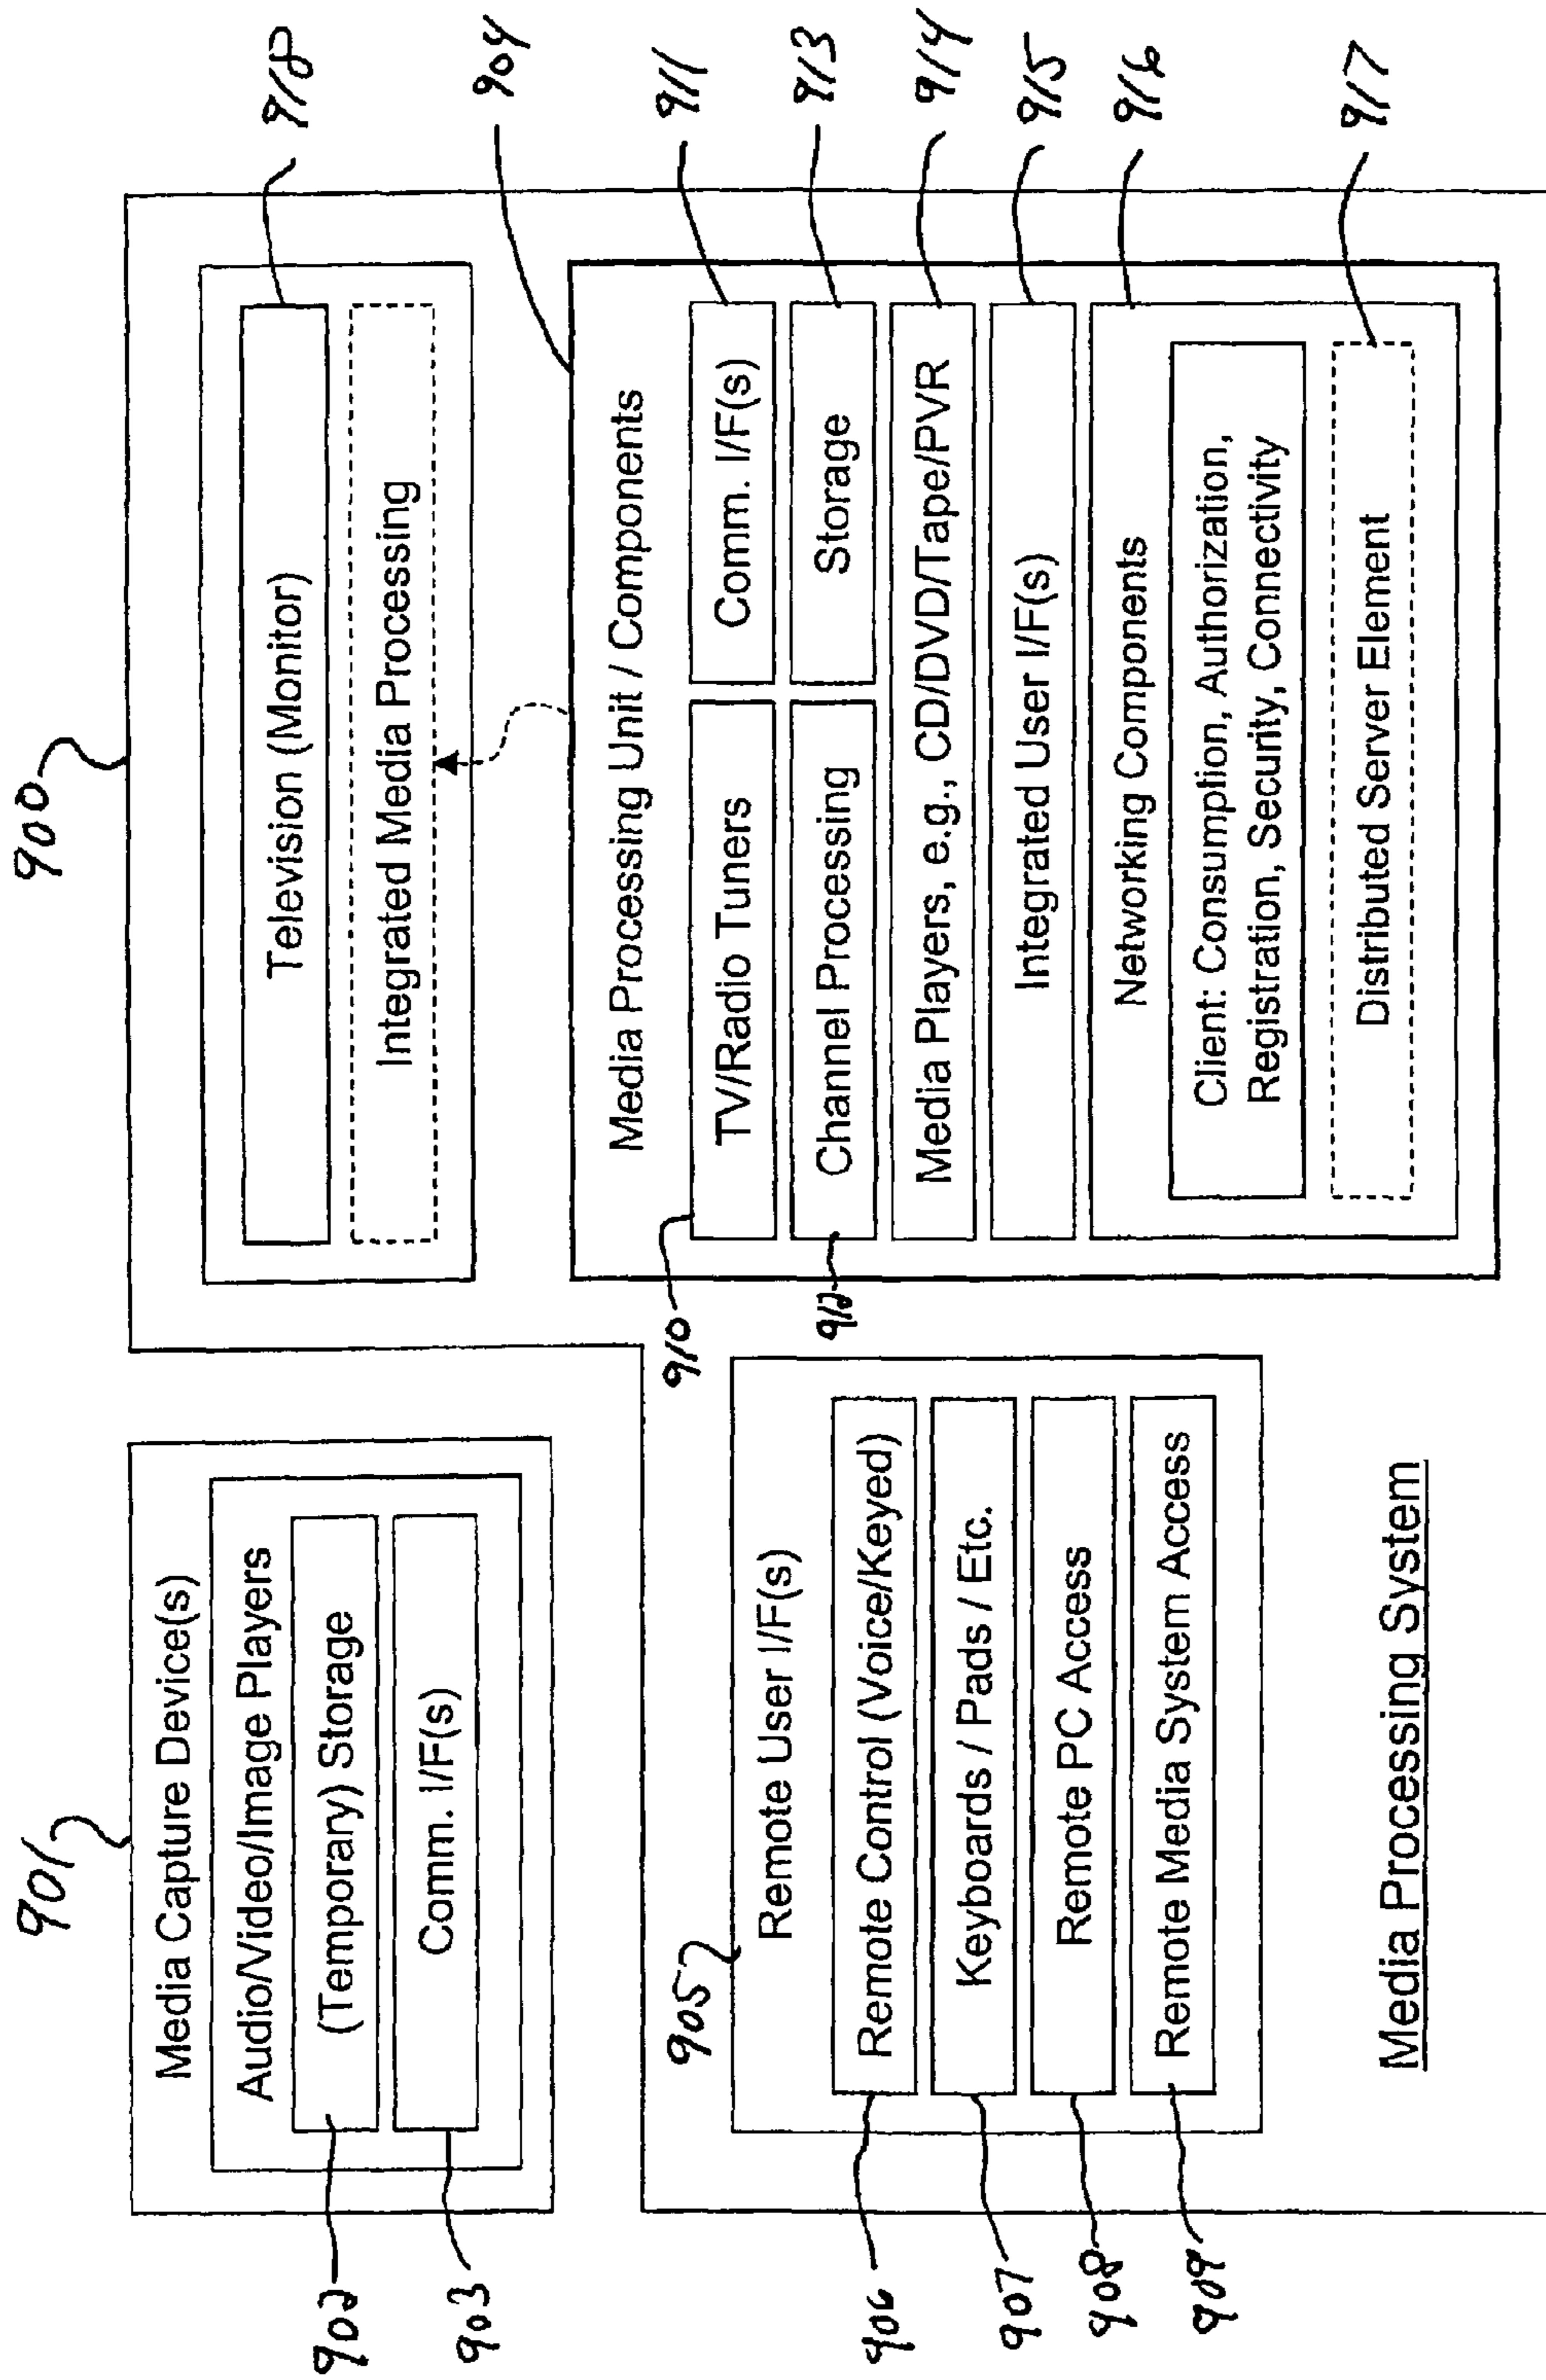 900
901
Media Capture Device(s)
Audio/Video/Image Players
(Temporary) Storage
Comm. I/F(s)
902
903
Television (Monitor)
Integrated Media Processing
918
904
Media Processing Unit / Components
TV/Radio Tuners
Comm. I/F(s)
910
911
Channel Processing
Storage
912
913
Media Players, e.g., CD/DVD/Tape/PVR
914
Integrated User I/F(s)
915
Networking Components
916
Client: Consumption, Authorization,
Registration, Security, Connectivity
Distributed Server Element
917
905
Remote User I/F(s)
Remote Control (Voice/Keyed)
906
Keyboards / Pads / Etc.
907
Remote PC Access
908
Remote Media System Access
909
Media Processing System